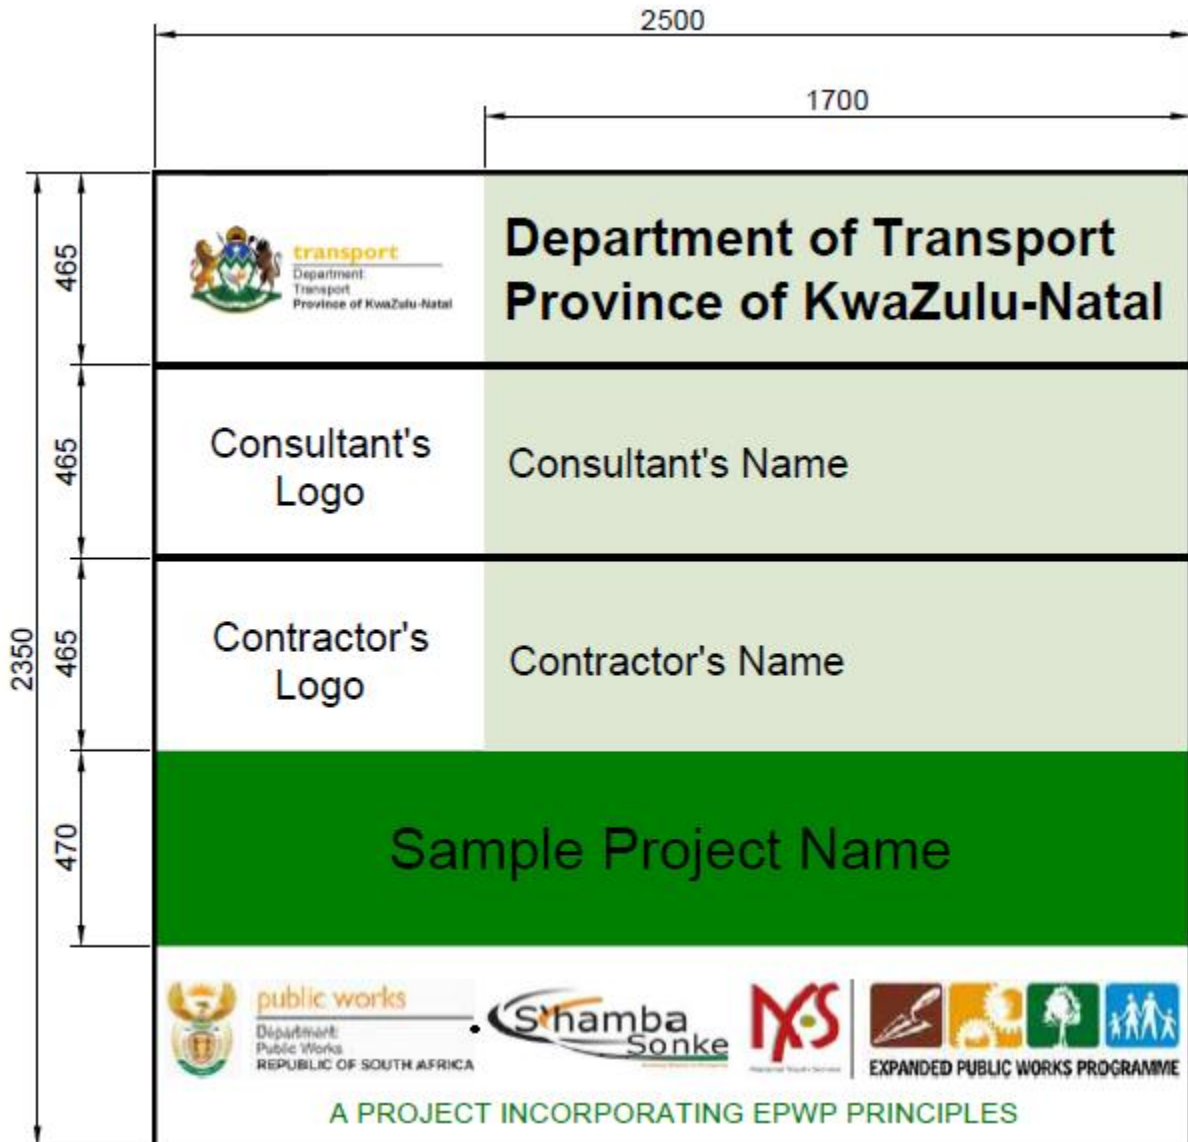 2500
1700
2350
465
transport
Department:
Transport
Province of KwaZulu-Natal
Department of Transport
Province of KwaZulu-Natal
465
Consultant's
Logo
Consultant's Name
465
Contractor's
Logo
Contractor's Name
470
Sample Project Name
public works
Department:
Public Works
REPUBLIC OF SOUTH AFRICA
S'hamba
Sonke
NYS
EXPANDED PUBLIC WORKS PROGRAMME
A PROJECT INCORPORATING EPWP PRINCIPLES